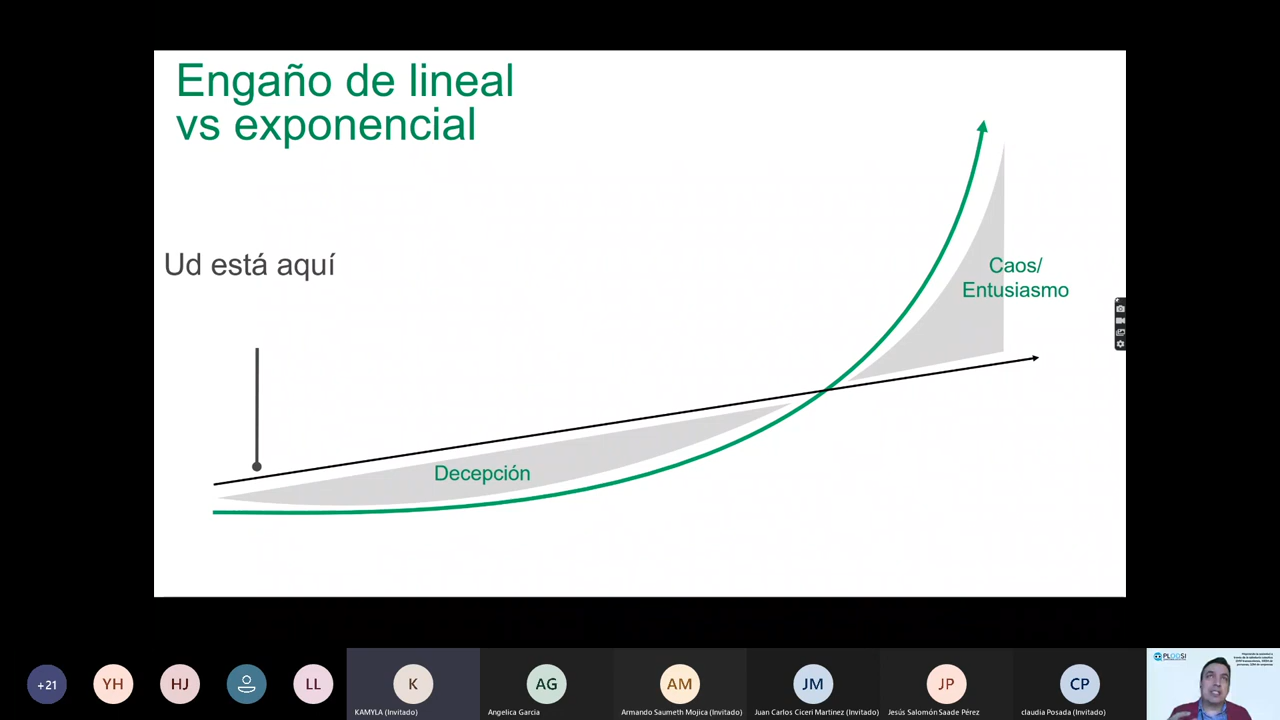 Engaño de lineal
vs exponencial
Ud está aquí
Caos/
Entusiasmo
Decepción
+21
YH
HJ
LL
K
KAMYLA (Invitado)
AG
Angelica Garcia
AM
Armando Saumeth Mojica (Invitado)
JM
Juan Carlos Ciceri Martinez (Invitado)
JP
Jesús Salomón Saade Pérez
CP
claudia Posada (Invitado)